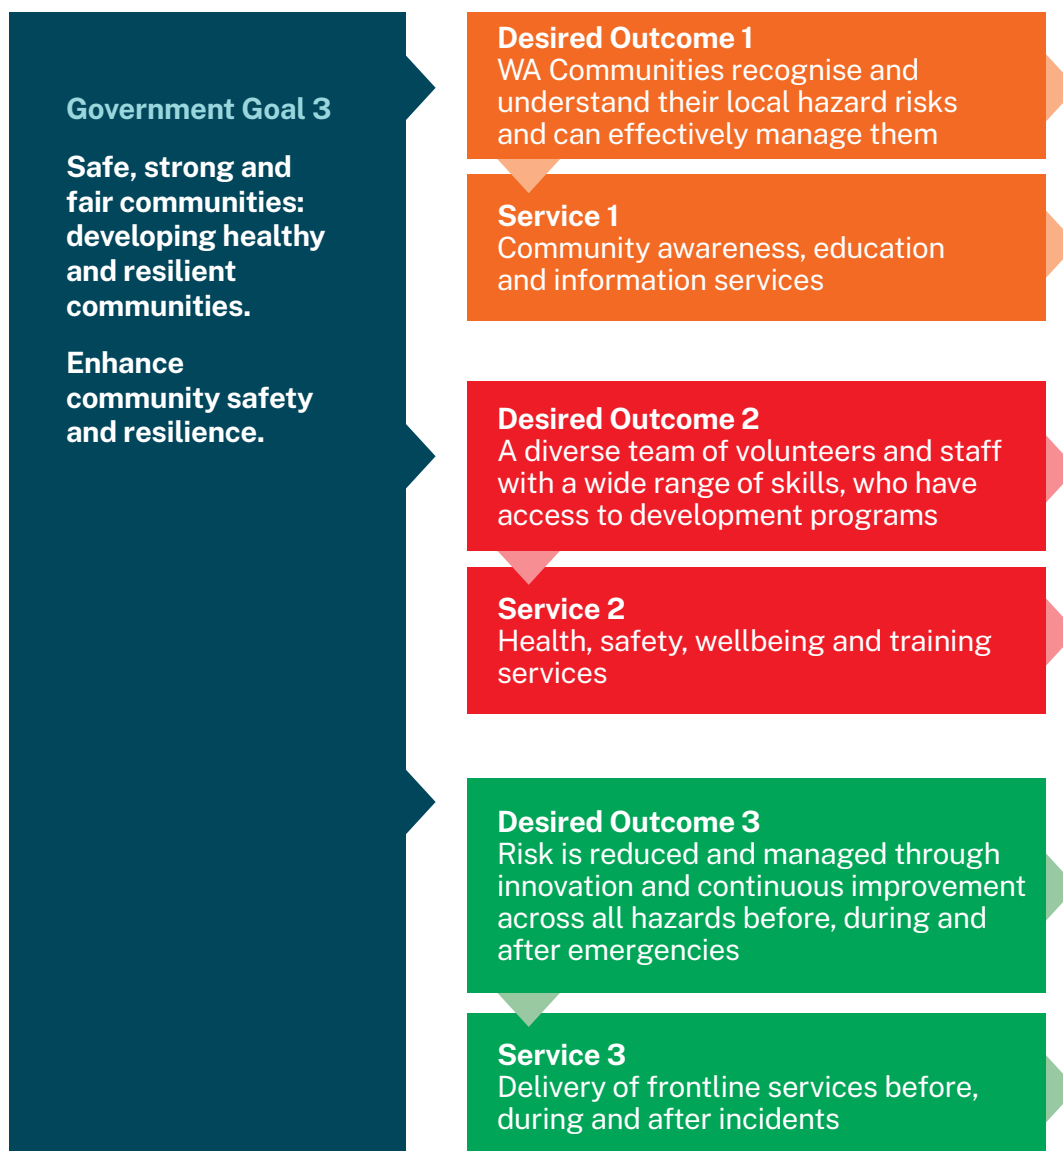 Government Goal 3
Safe, strong and
fair communities:
developing healthy
and resilient
communities.
Enhance
community safety
and resilience.
Desired Outcome 1
WA Communities recognise and
understand their local hazard risks
and can effectively manage them
Service 1
Community awareness, education
and information services
Desired Outcome 2
A diverse team of volunteers and staff
with a wide range of skills, who have
access to development programs
Service 2
Health, safety, wellbeing and training
services
Desired Outcome 3
Risk is reduced and managed through
innovation and continuous improvement
across all hazards before, during and
after emergencies
Service 3
Delivery of frontline services before,
during and after incidents